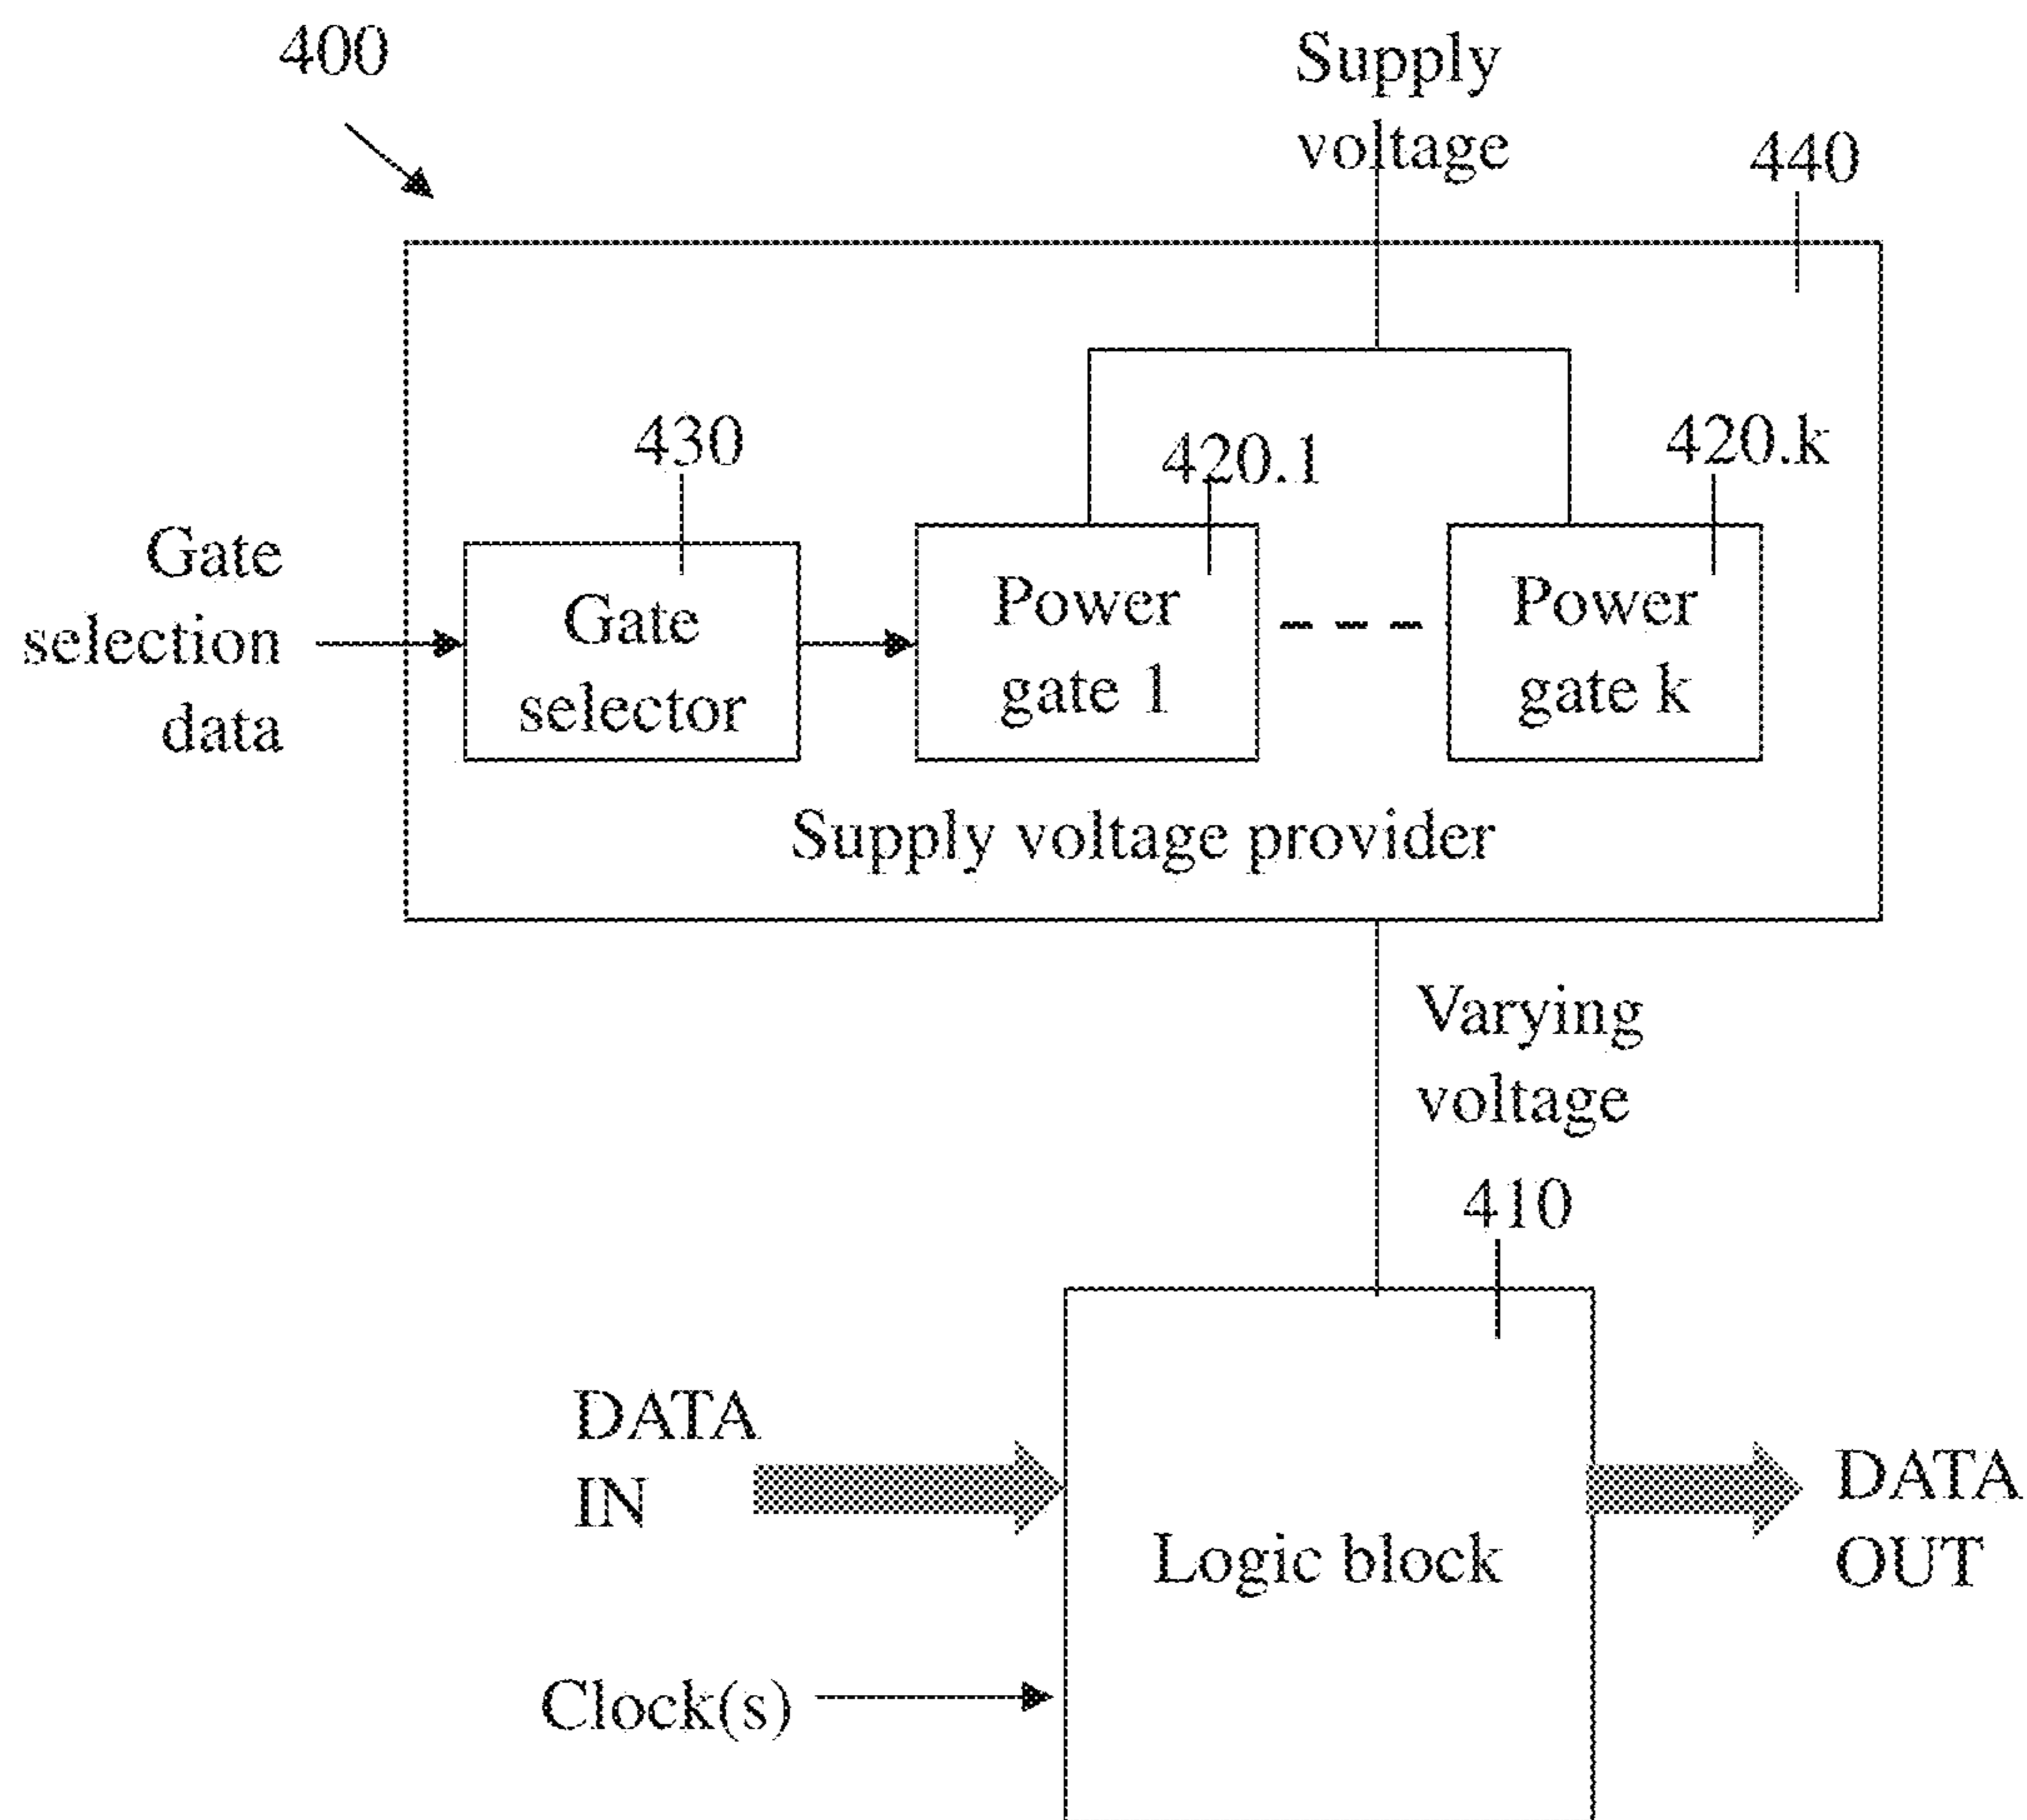 400
Supply
voltage
440
430
420.1
420.k
Gate
selection
data
Gate
selector
Power
gate 1
Power
gate k
Supply voltage provider
Varying
voltage
410
DATA
IN
Logic block
DATA
OUT
Clock(s)